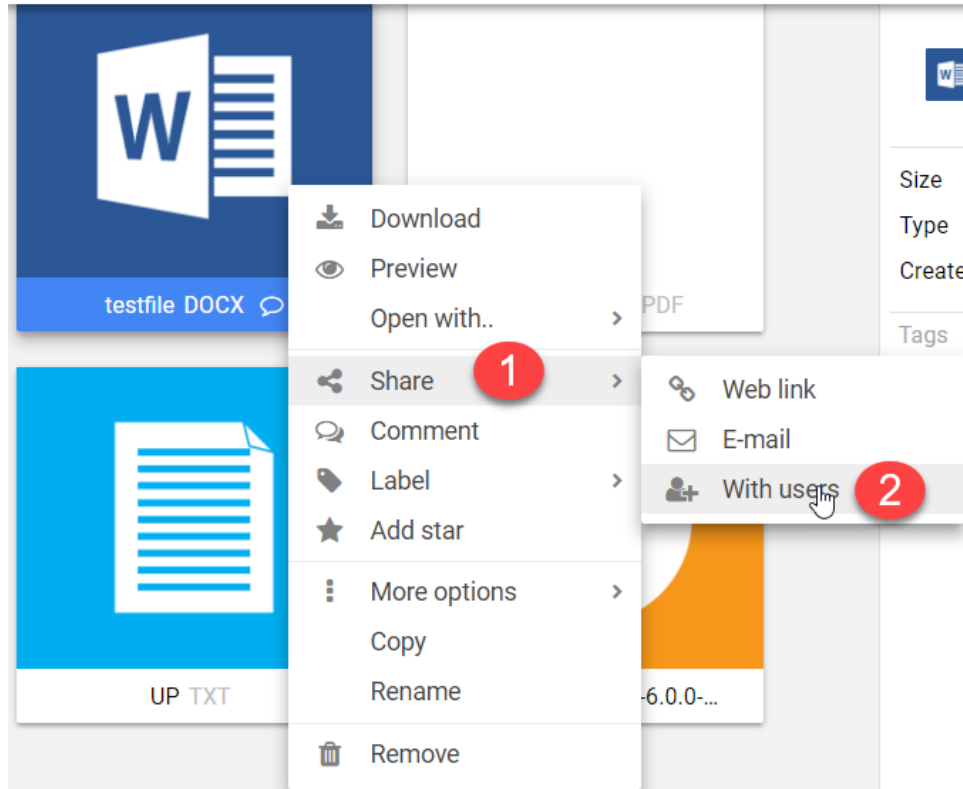 W
W
testfile DOCX
PDF
Size
Type
Create
Tags
Download
Preview
Open with..
Share
1
Comment
Label
Add star
More options
Copy
Rename
Remove
Web link
E-mail
With users
2
UP TXT
-6.0.0-...